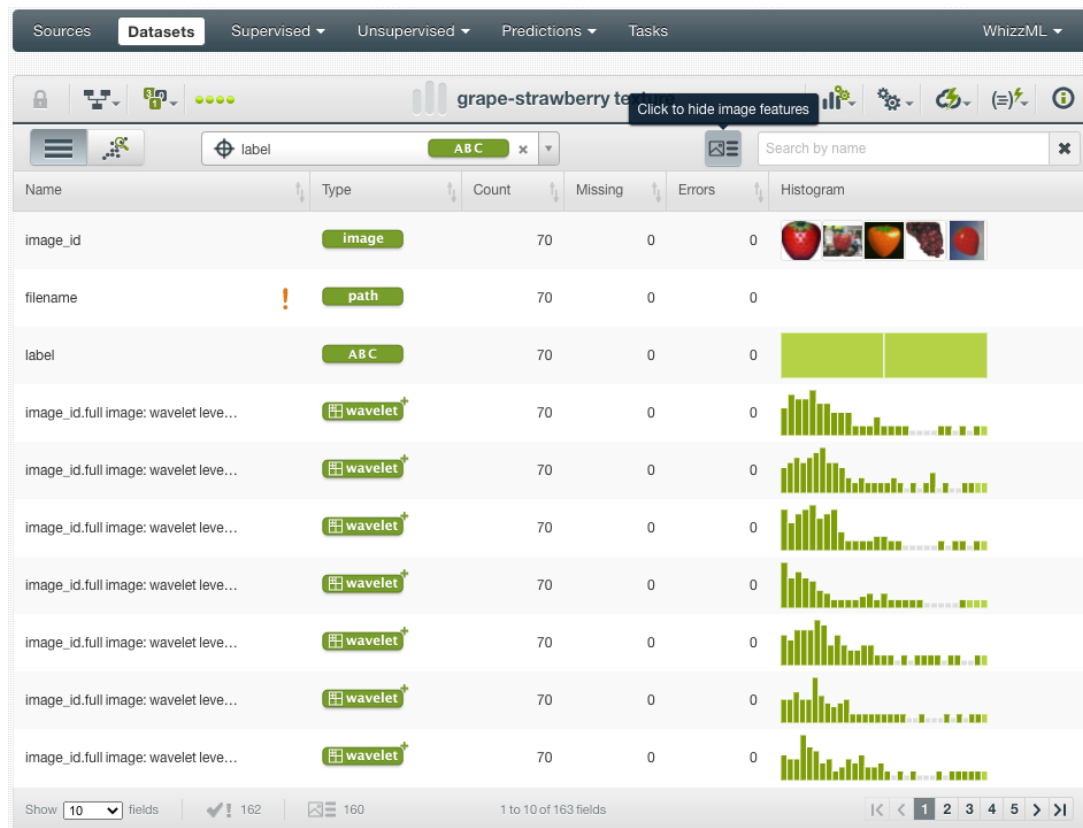 Sources Datasets Supervised Unsupervised Predictions Tasks WhizzML
grape-strawberry texture
Click to hide image features
label ABC Search by name
Name Type Count Missing Errors Histogram
image_id image 70 0 0
filename path 70 0 0
label ABC 70 0 0
image_id.full image: wavelet leve... wavelet 70 0 0
image_id.full image: wavelet leve... wavelet 70 0 0
image_id.full image: wavelet leve... wavelet 70 0 0
image_id.full image: wavelet leve... wavelet 70 0 0
image_id.full image: wavelet leve... wavelet 70 0 0
image_id.full image: wavelet leve... wavelet 70 0 0
image_id.full image: wavelet leve... wavelet 70 0 0
Show 10 fields 162 160 1 to 10 of 163 fields 1 2 3 4 5